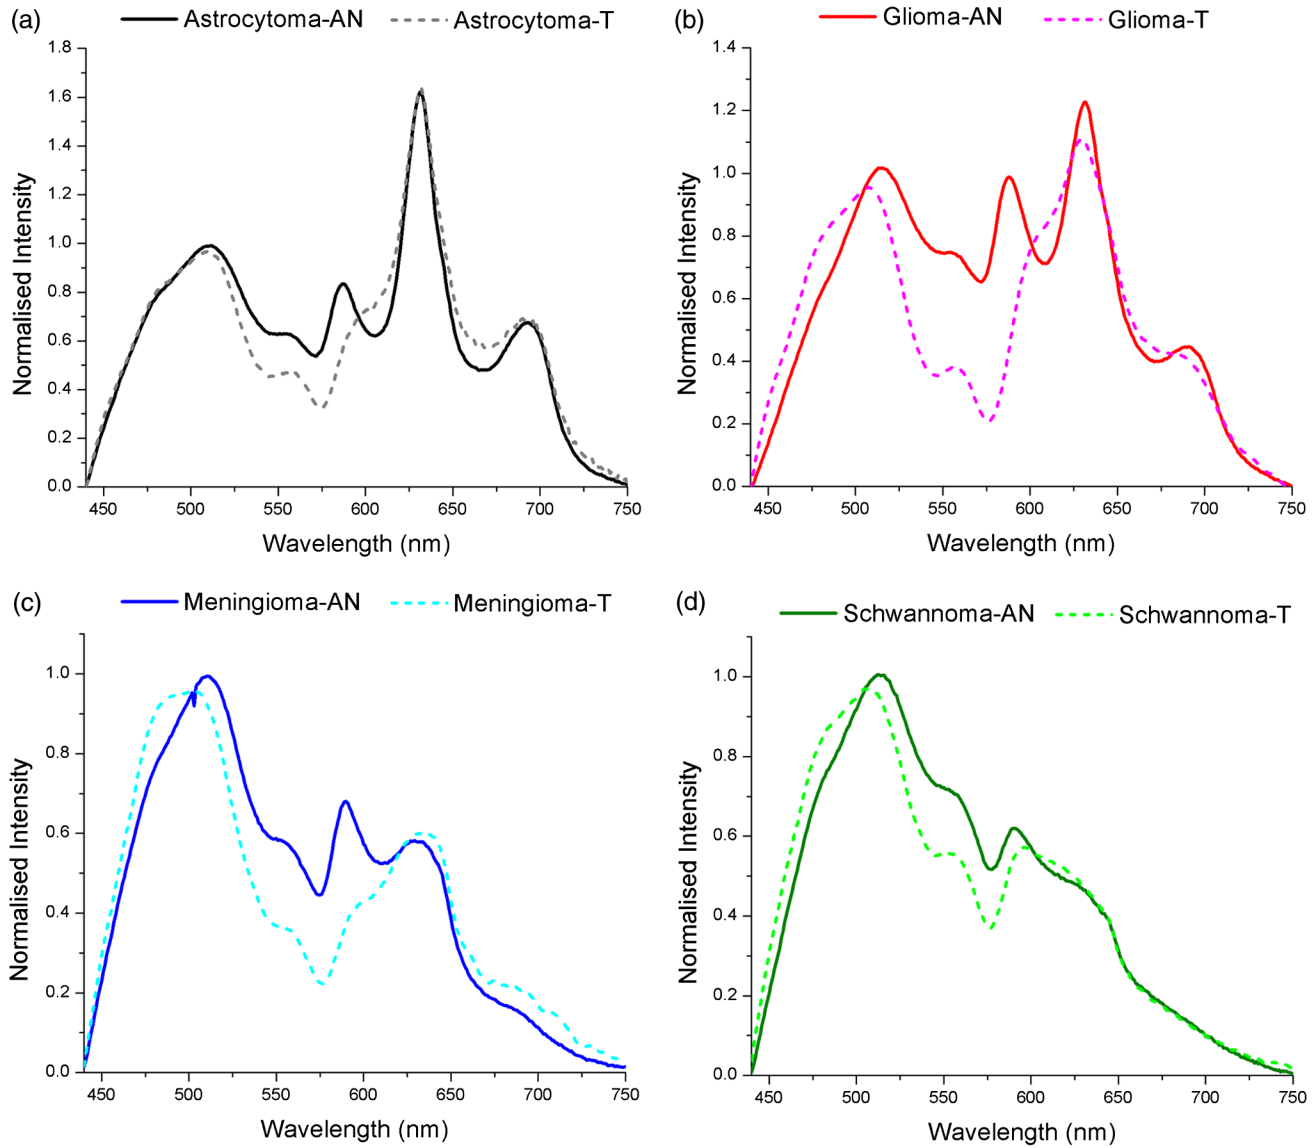 (a) Astrocytoma-AN Astrocytoma-T
1.8
1.6
1.4
1.2
1.0
0.8
0.6
0.4
0.2
0.0
Normalised Intensity
450 500 550 600 650 700 750
Wavelength (nm)
(b) Glioma-AN Glioma-T
1.4
1.2
1.0
0.8
0.6
0.4
0.2
0.0
Normalised Intensity
450 500 550 600 650 700 750
Wavelength (nm)
(c) Meningioma-AN Meningioma-T
1.0
0.8
0.6
0.4
0.2
0.0
Normalised Intensity
450 500 550 600 650 700 750
Wavelength (nm)
(d) Schwannoma-AN Schwannoma-T
1.0
0.8
0.6
0.4
0.2
0.0
Normalised Intensity
450 500 550 600 650 700 750
Wavelength (nm)